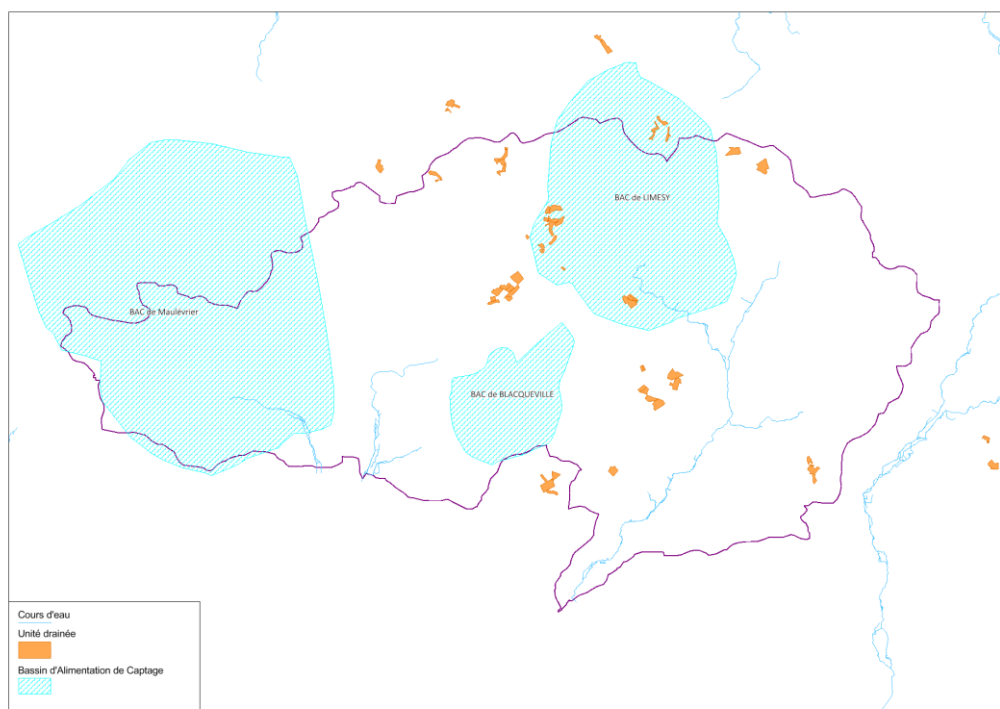 BAC de LIMESY
BAC de Maulévrier
BAC de BLACQUEVILLE
Cours d'eau
Unité drainée
Bassin d'Alimentation de Captage